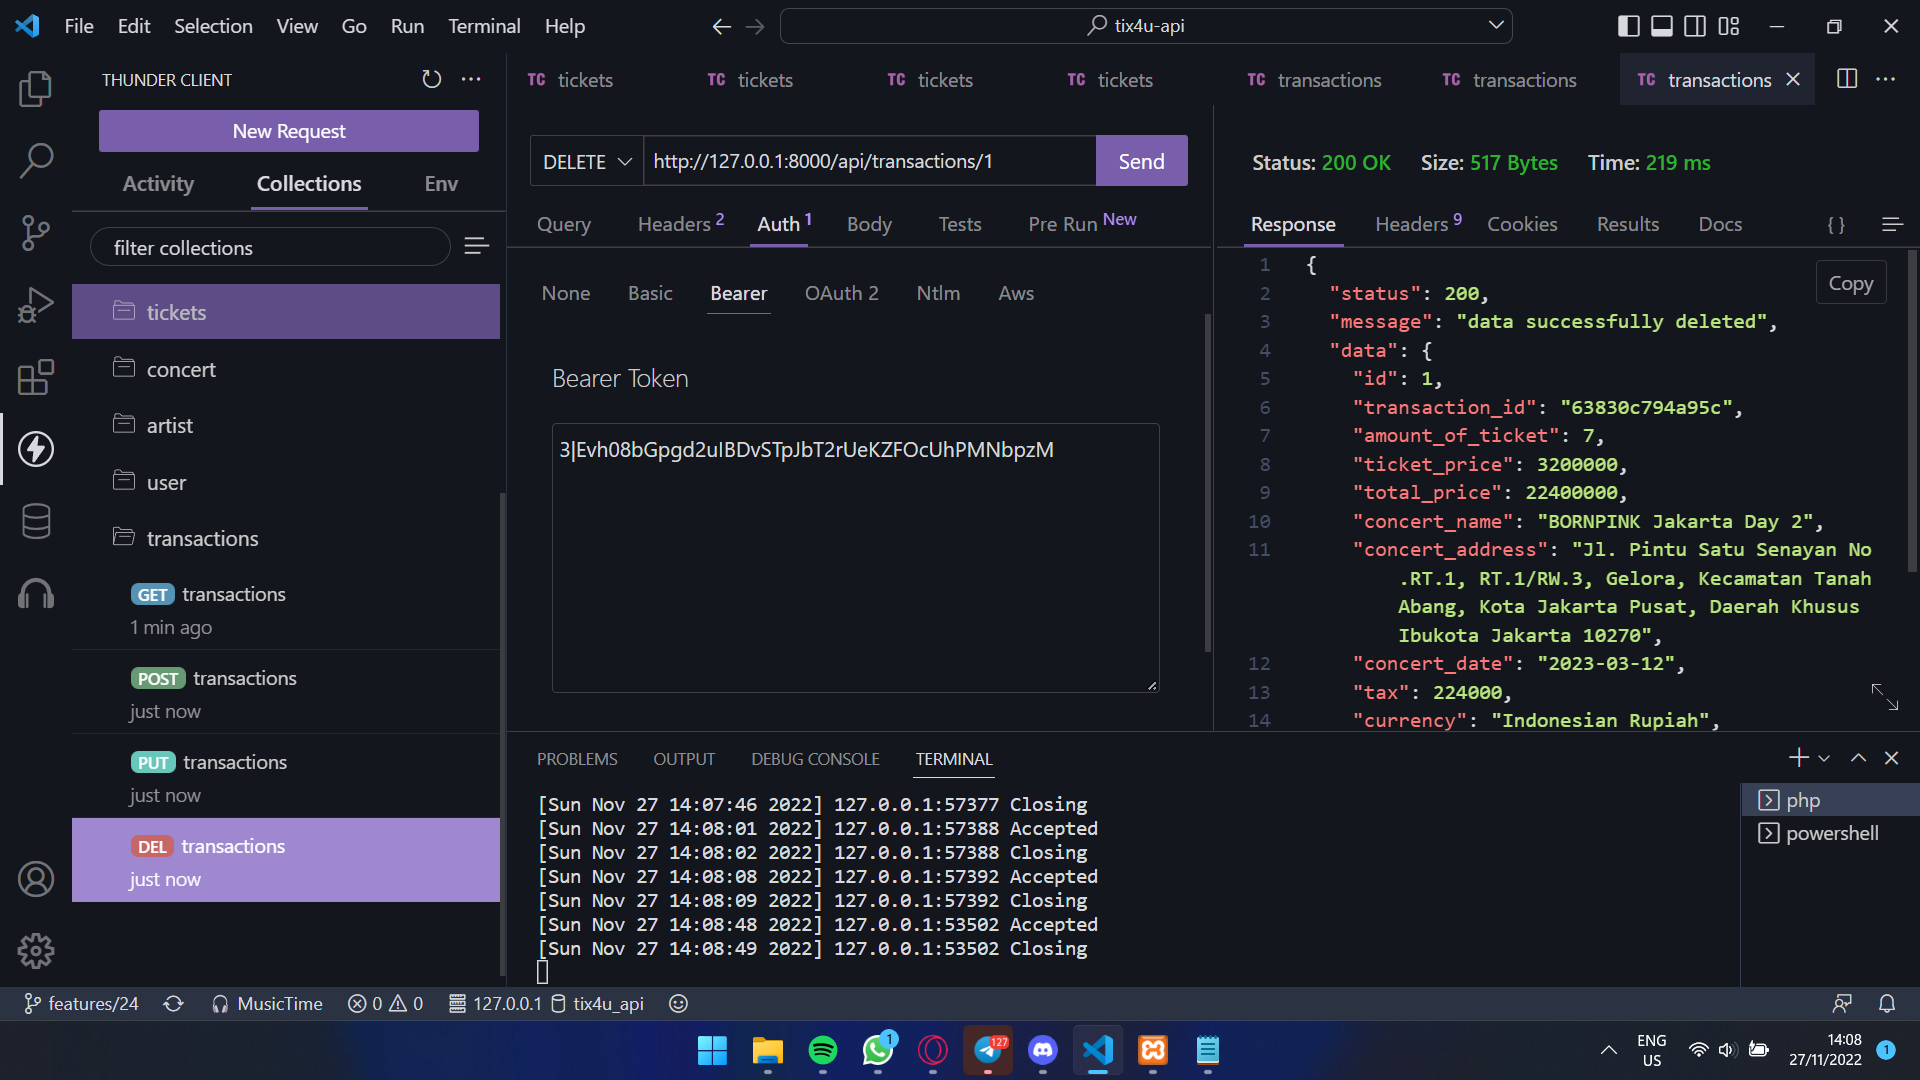 File Edit Selection View Go Run Terminal Help
tix4u-api
THUNDER CLIENT
New Request
Activity Collections Env
filter collections
tickets
concert
artist
user
transactions
GET transactions
1 min ago
POST transactions
just now
PUT transactions
just now
DEL transactions
just now
TC tickets TC tickets TC tickets TC tickets TC transactions TC transactions TC transactions
DELETE http://127.0.0.1:8000/api/transactions/1 Send
Query Headers 2 Auth 1 Body Tests Pre Run New
None Basic Bearer OAuth 2 Ntlm Aws
Bearer Token
3|Evh08bGpgd2uIBDvSTpJbT2rUeKZFOcUhPMNbpzM
Status: 200 OK Size: 517 Bytes Time: 219 ms
Response Headers 9 Cookies Results Docs { }
Copy
1 {
2 "status": 200,
3 "message": "data successfully deleted",
4 "data": {
5 "id": 1,
6 "transaction_id": "63830c794a95c",
7 "amount_of_ticket": 7,
8 "ticket_price": 3200000,
9 "total_price": 22400000,
10 "concert_name": "BORNPINK Jakarta Day 2",
11 "concert_address": "Jl. Pintu Satu Senayan No
.RT.1, RT.1/RW.3, Gelora, Kecamatan Tanah
Abang, Kota Jakarta Pusat, Daerah Khusus
Ibukota Jakarta 10270",
12 "concert_date": "2023-03-12",
13 "tax": 224000,
14 "currency": "Indonesian Rupiah",
PROBLEMS OUTPUT DEBUG CONSOLE TERMINAL
[Sun Nov 27 14:07:46 2022] 127.0.0.1:57377 Closing
[Sun Nov 27 14:08:01 2022] 127.0.0.1:57388 Accepted
[Sun Nov 27 14:08:02 2022] 127.0.0.1:57388 Closing
[Sun Nov 27 14:08:08 2022] 127.0.0.1:57392 Accepted
[Sun Nov 27 14:08:09 2022] 127.0.0.1:57392 Closing
[Sun Nov 27 14:08:48 2022] 127.0.0.1:53502 Accepted
[Sun Nov 27 14:08:49 2022] 127.0.0.1:53502 Closing
php
powershell
features/24 MusicTime 0 0 127.0.0.1 tix4u_api
1 127
ENG
US
14:08
27/11/2022
1